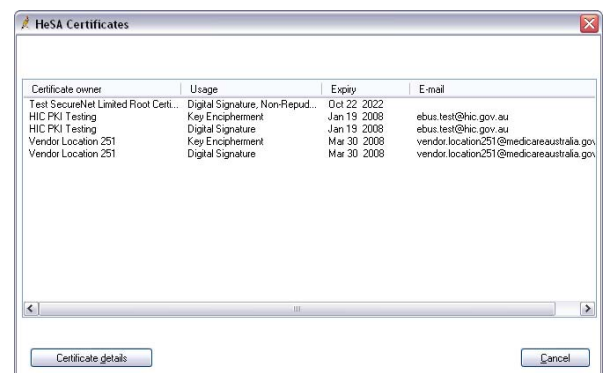 HeSA Certificates
Certificate owner Usage Expiry E-mail
Test SecureNet Limited Root Certi... Digital Signature, Non-Repud... Oct 22 2022
HIC PKI Testing Key Encipherment Jan 19 2008 ebus.test@hic.gov.au
HIC PKI Testing Digital Signature Jan 19 2008 ebus.test@hic.gov.au
Vendor Location 251 Key Encipherment Mar 30 2008 vendor.location251@medicareaustralia.gov
Vendor Location 251 Digital Signature Mar 30 2008 vendor.location251@medicareaustralia.gov
Certificate details Cancel